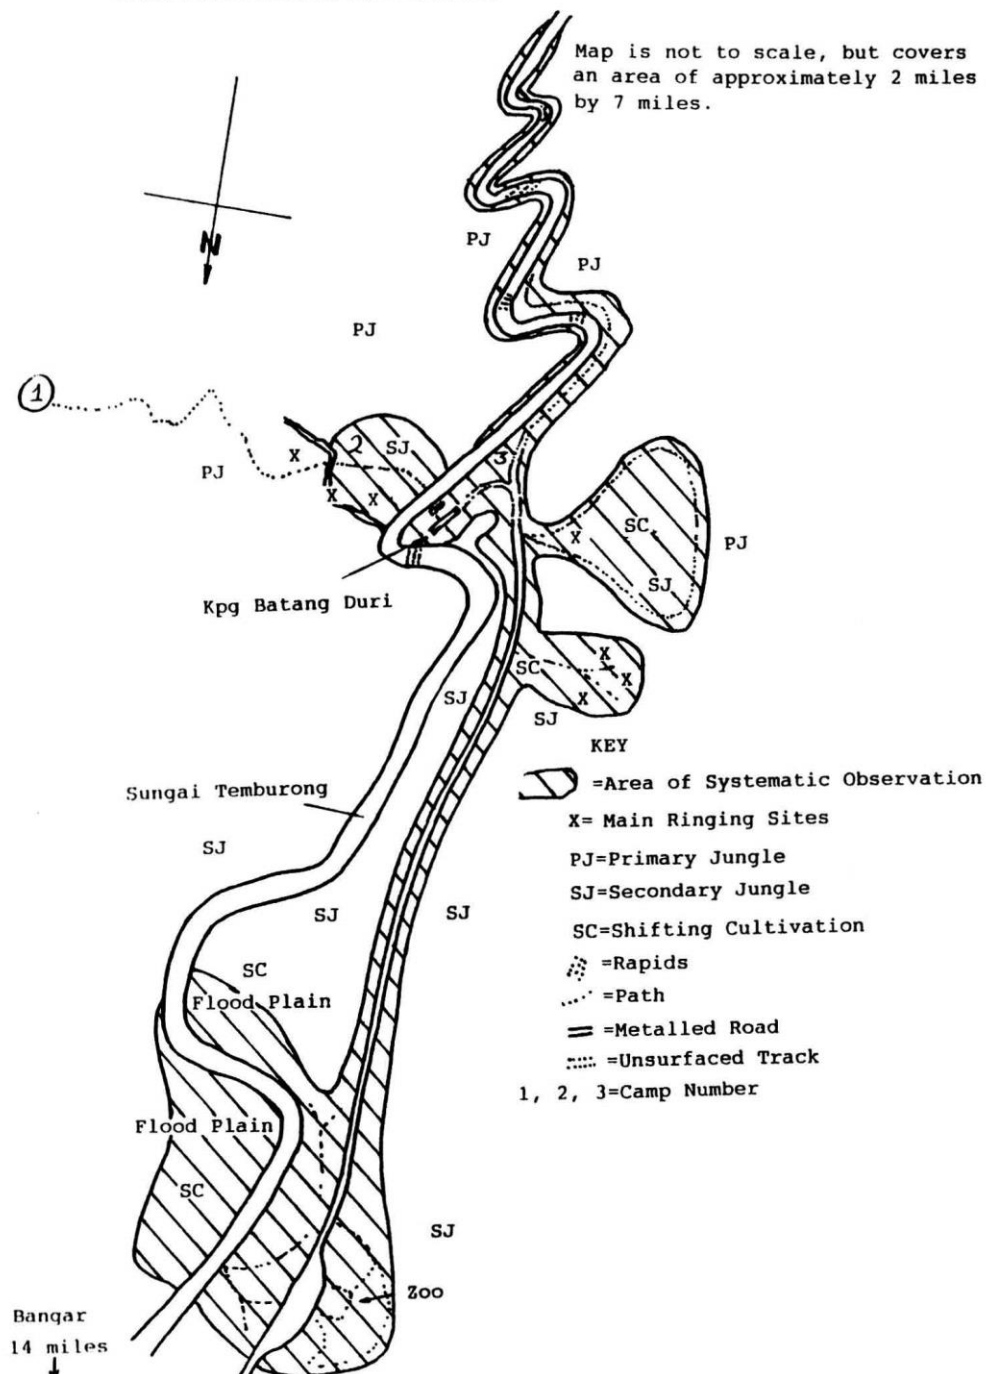 Map is not to scale, but covers
an area of approximately 2 miles
by 7 miles.
N
PJ
PJ
PJ
1
PJ
X
X
X
2
SJ
3
X
SC
SJ
PJ
Kpg Batang Duri
SC
X
X
X
SJ
SJ
KEY
=Area of Systematic Observation
X= Main Ringing Sites
PJ=Primary Jungle
SJ=Secondary Jungle
SC=Shifting Cultivation
=Rapids
=Path
=Metalled Road
=Unsurfaced Track
1, 2, 3=Camp Number
Sungai Temburong
SJ
SJ
SJ
SC
Flood Plain
Flood Plain
SC
SJ
Zoo
Bangar
14 miles